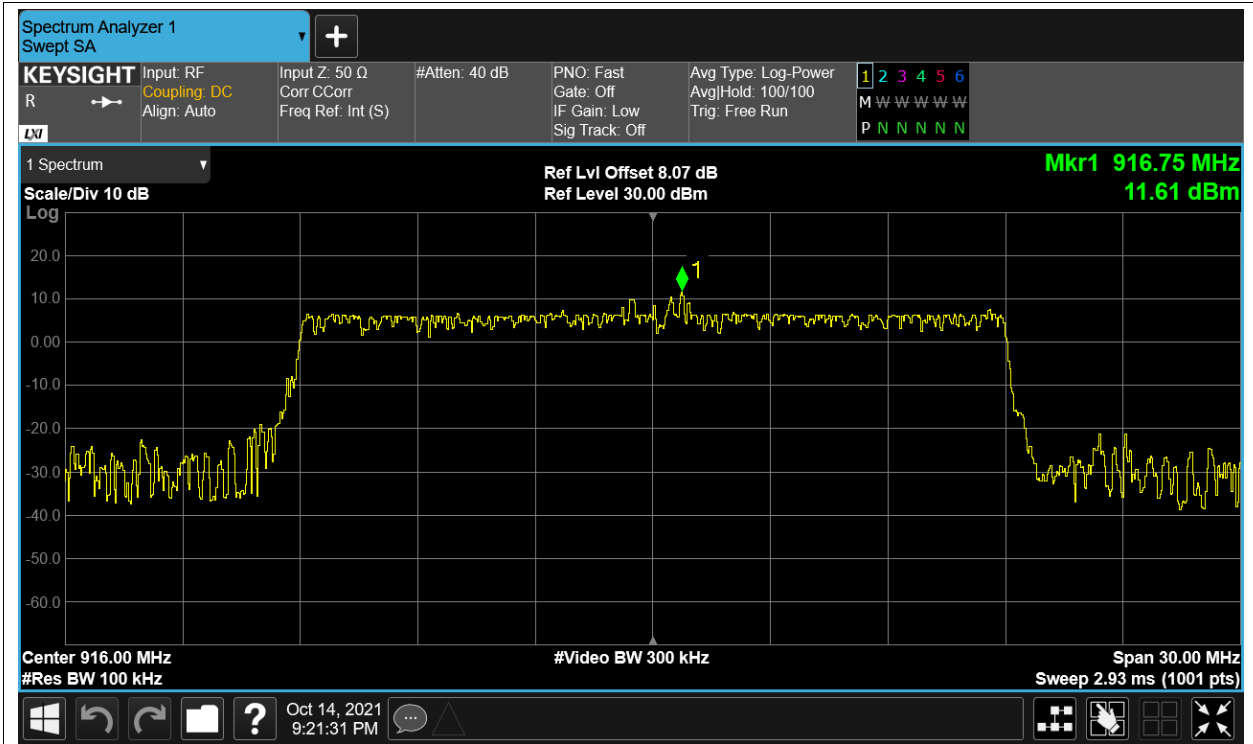 Spectrum Analyzer 1
Swept SA
KEYSIGHT
R
LXI
Input: RF
Coupling: DC
Align: Auto
Input Z: 50 Ω
Corr CCorr
Freq Ref: Int (S)
#Atten: 40 dB
PNO: Fast
Gate: Off
IF Gain: Low
Sig Track: Off
Avg Type: Log-Power
Avg|Hold: 100/100
Trig: Free Run
1 2 3 4 5 6
M W W W W W
P N N N N N
1 Spectrum
Scale/Div 10 dB
Ref Lvl Offset 8.07 dB
Ref Level 30.00 dBm
Mkr1 916.75 MHz
11.61 dBm
Log
20.0
10.0
0.00
-10.0
-20.0
-30.0
-40.0
-50.0
-60.0
1
Center 916.00 MHz
#Res BW 100 kHz
#Video BW 300 kHz
Span 30.00 MHz
Sweep 2.93 ms (1001 pts)
?
Oct 14, 2021
9:21:31 PM